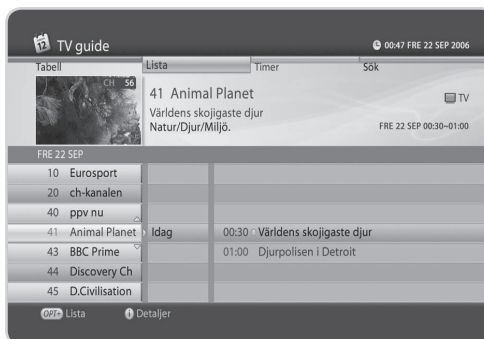 12 TV guide
00:47 FRE 22 SEP 2006
Tabell Lista Timer Sök
CH 56
41 Animal Planet
TV
Världens skojigaste djur
Natur/Djur/Miljö.
FRE 22 SEP 00:30~01:00
FRE 22 SEP
10 Eurosport
20 ch-kanalen
40 ppv nu
41 Animal Planet Idag 00:30 Världens skojigaste djur
43 BBC Prime 01:00 Djurpolisen i Detroit
44 Discovery Ch
45 D.Civilisation
OPT+ Lista i Detaljer